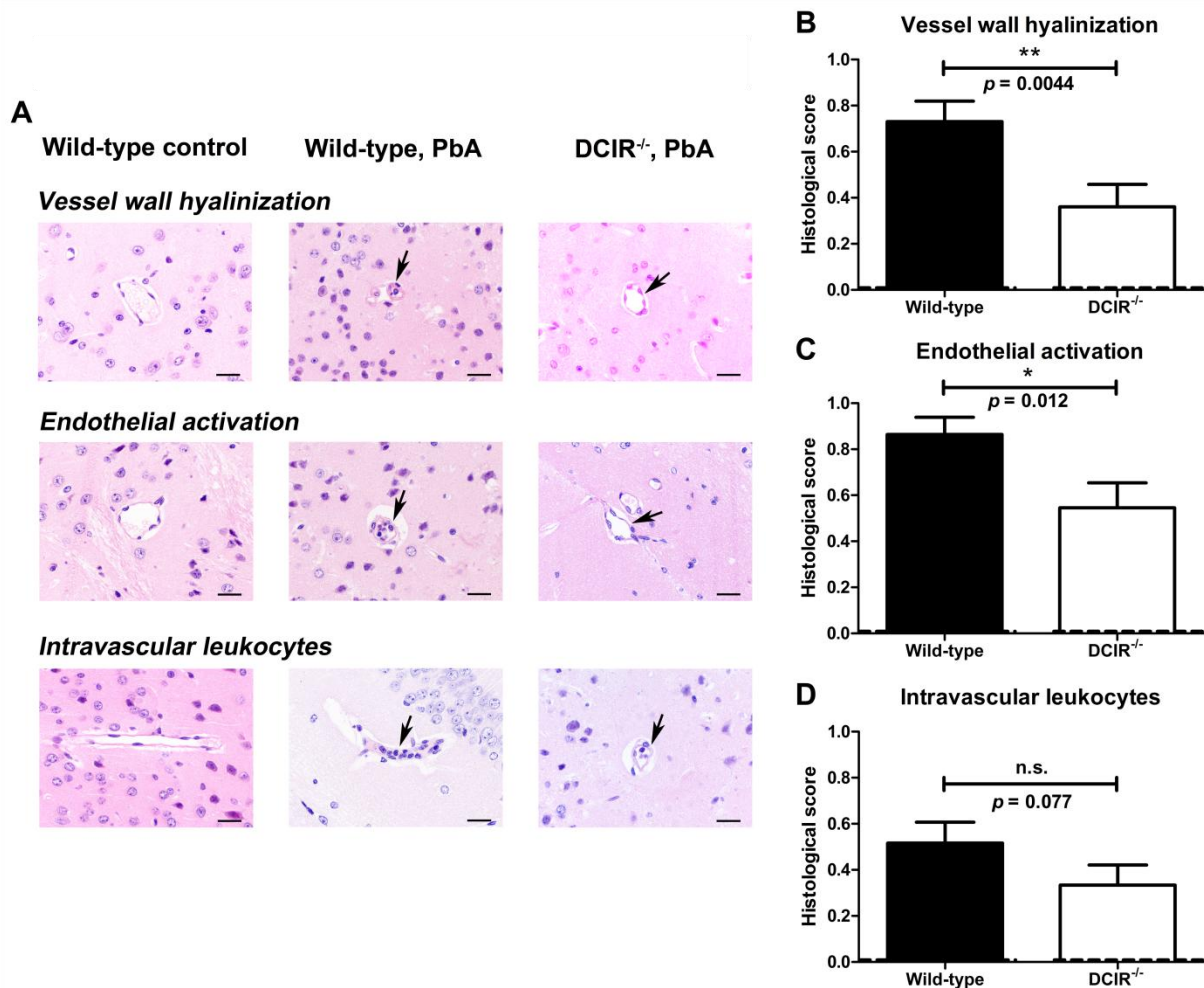 A
Wild-type control
Wild-type, PbA
DCIR-/-, PbA
Vessel wall hyalinization
Endothelial activation
Intravascular leukocytes
B
Vessel wall hyalinization
**
p = 0.0044
Histological score
1.0
0.8
0.6
0.4
0.2
0.0
Wild-type
DCIR-/-
C
Endothelial activation
*
p = 0.012
Histological score
1.0
0.8
0.6
0.4
0.2
0.0
Wild-type
DCIR-/-
D
Intravascular leukocytes
n.s.
p = 0.077
Histological score
1.0
0.8
0.6
0.4
0.2
0.0
Wild-type
DCIR-/-